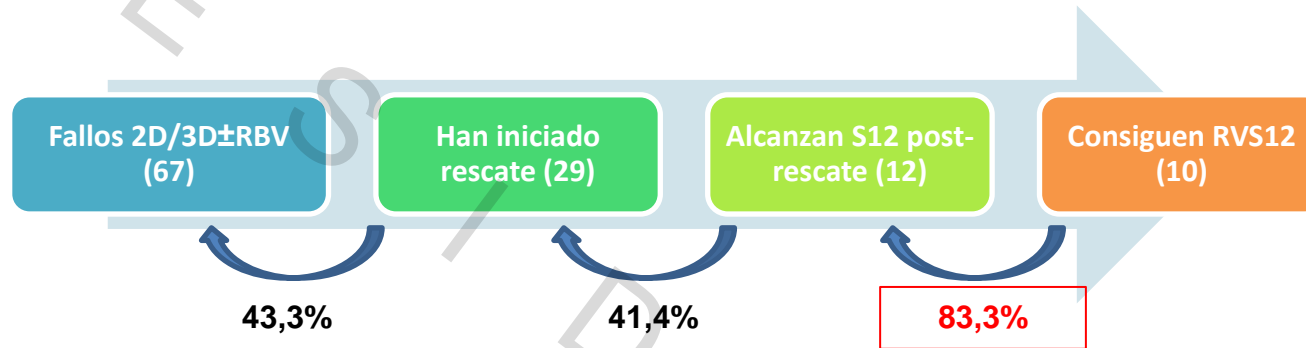 Fallos 2D/3D±RBV
(67)
Han iniciado
rescate (29)
Alcanzan S12 post-
rescate (12)
Consiguen RVS12
(10)
43,3%
41,4%
83,3%